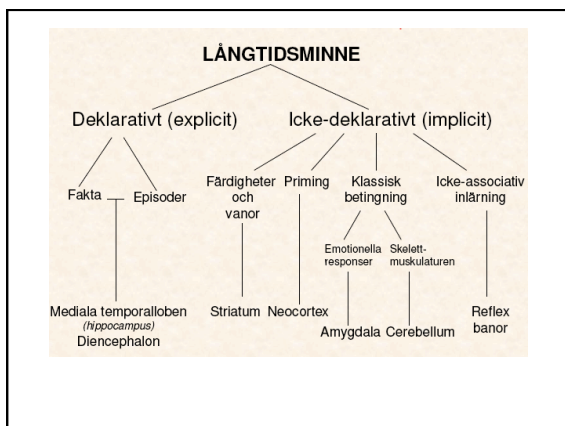 LÅNGTIDSMINNE
Deklarativt (explicit)
Icke-deklarativt (implicit)
Fakta
Episoder
Färdigheter
och
vanor
Priming
Klassisk
betingning
Icke-associativ
inlärning
Emotionella
responser
Skelett-
muskulaturen
Mediala temporalloben
(hippocampus)
Diencephalon
Striatum
Neocortex
Amygdala
Cerebellum
Reflex
banor